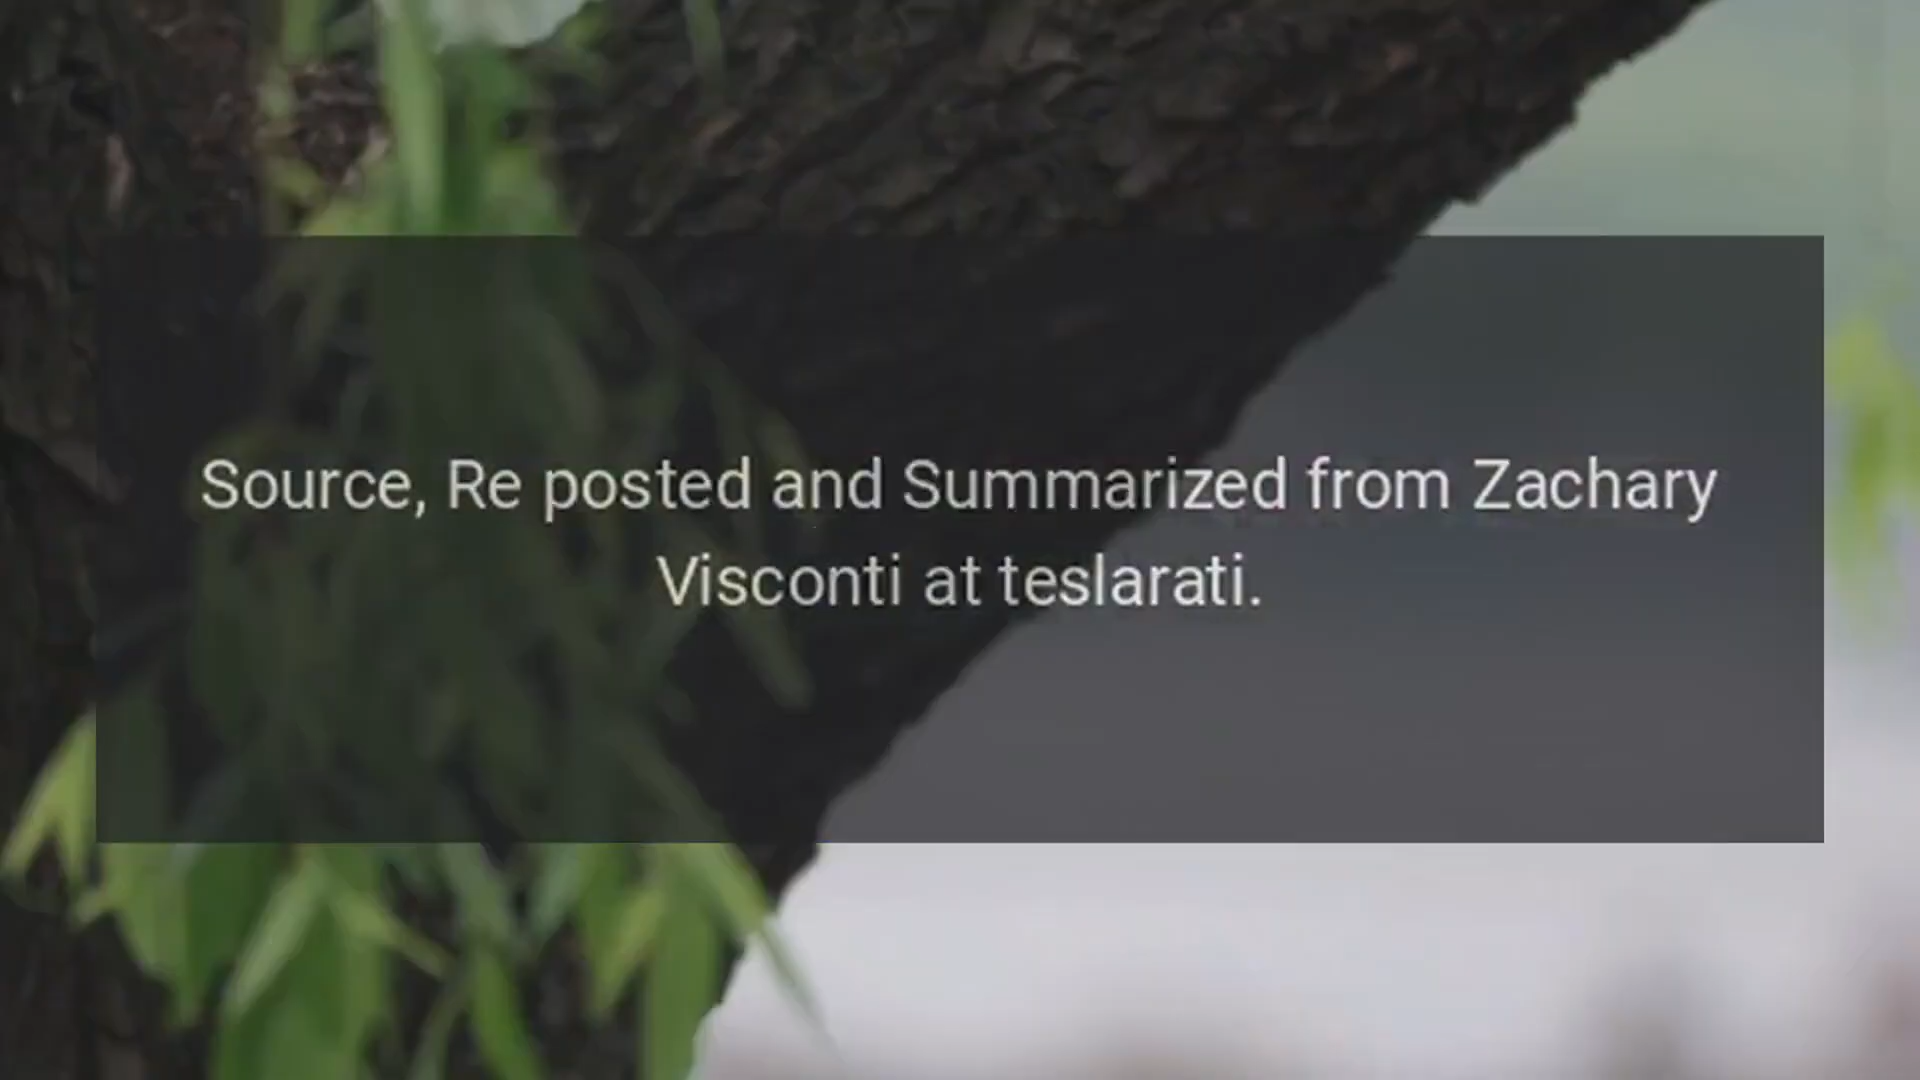 Source, Re posted and Summarized from Zachary
Visconti at teslarati.